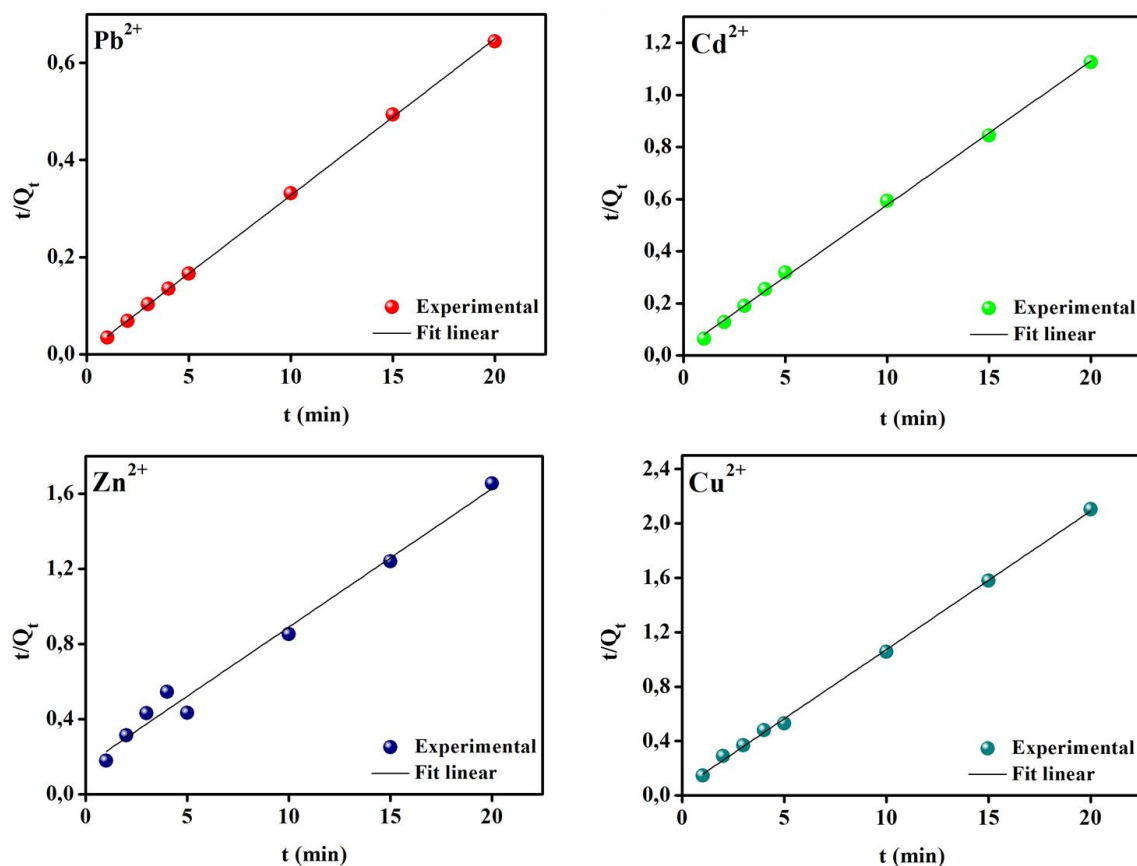 Pb2+
t/Qt
0,6
0,4
0,2
0,0
0 5 10 15 20
t (min)
Experimental
Fit linear
Cd2+
t/Qt
1,2
1,0
0,8
0,6
0,4
0,2
0,0
0 5 10 15 20
t (min)
Experimental
Fit linear
Zn2+
t/Qt
1,6
1,2
0,8
0,4
0,0
0 5 10 15 20
t (min)
Experimental
Fit linear
Cu2+
t/Qt
2,4
2,0
1,6
1,2
0,8
0,4
0,0
0 5 10 15 20
t (min)
Experimental
Fit linear